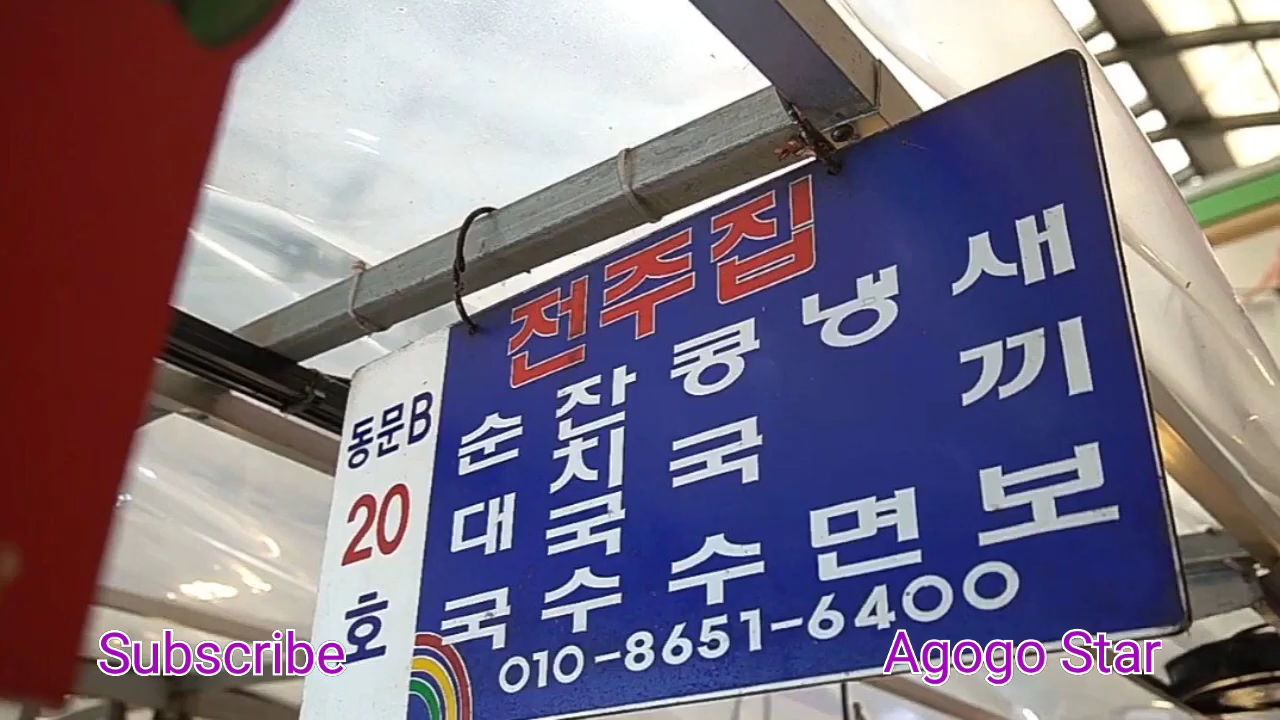 동문B
20
호
전주집
순대국
잔치국수
콩국수
냉면
새끼보
010-8651-6400
Subscribe
Agogo Star